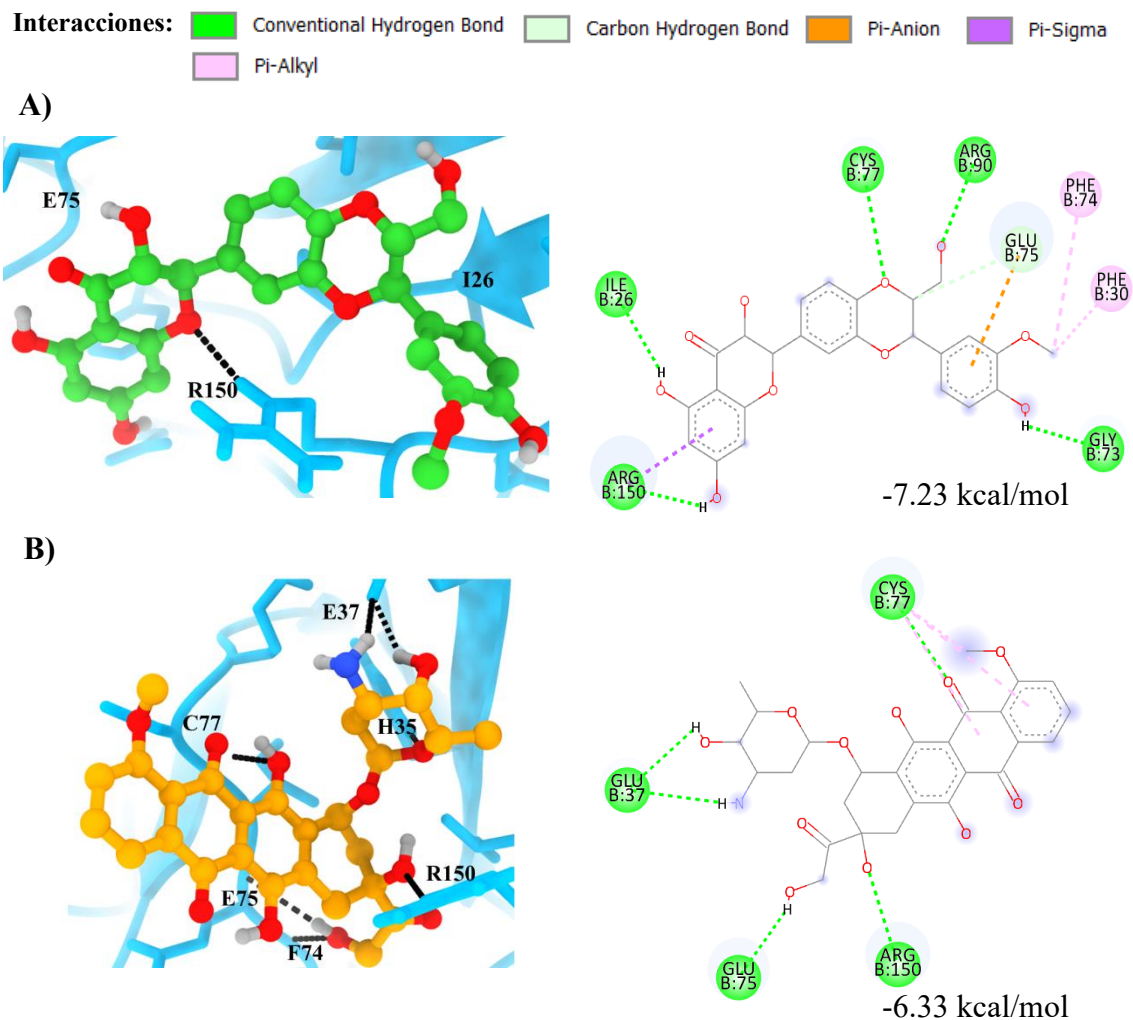 Interacciones: Conventional Hydrogen Bond Carbon Hydrogen Bond Pi-Anion Pi-Sigma
Pi-Alkyl
A)
E75
I26
R150
CYS
B:77
ARG
B:90
PHE
B:74
GLU
B:75
ILE
B:26
PHE
B:30
O
O
O
O
O
O
H
O
O
O
O
H
GLY
B:73
ARG
B:150
O
H
-7.23 kcal/mol
B)
E37
C77
H35
R150
E75
F74
CYS
B:77
O
O
O
H
O
O
O
GLU
B:37
H
N
O
O
O
O
O
H
GLU
B:75
ARG
B:150
-6.33 kcal/mol